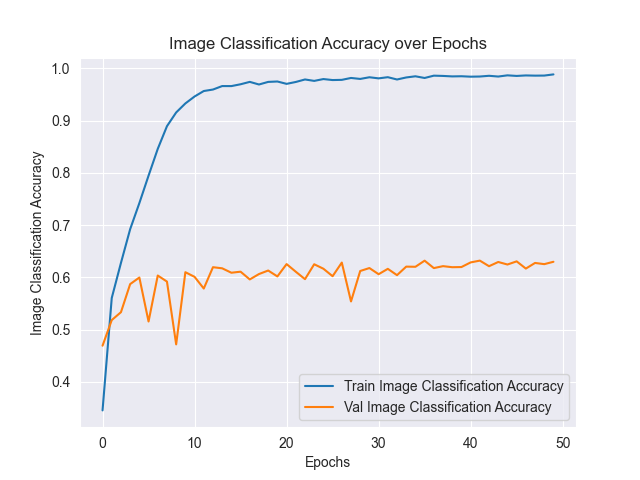 Image Classification Accuracy over Epochs
Image Classification Accuracy
1.0
0.9
0.8
0.7
0.6
0.5
0.4
0
10
20
30
40
50
Epochs
Train Image Classification Accuracy
Val Image Classification Accuracy